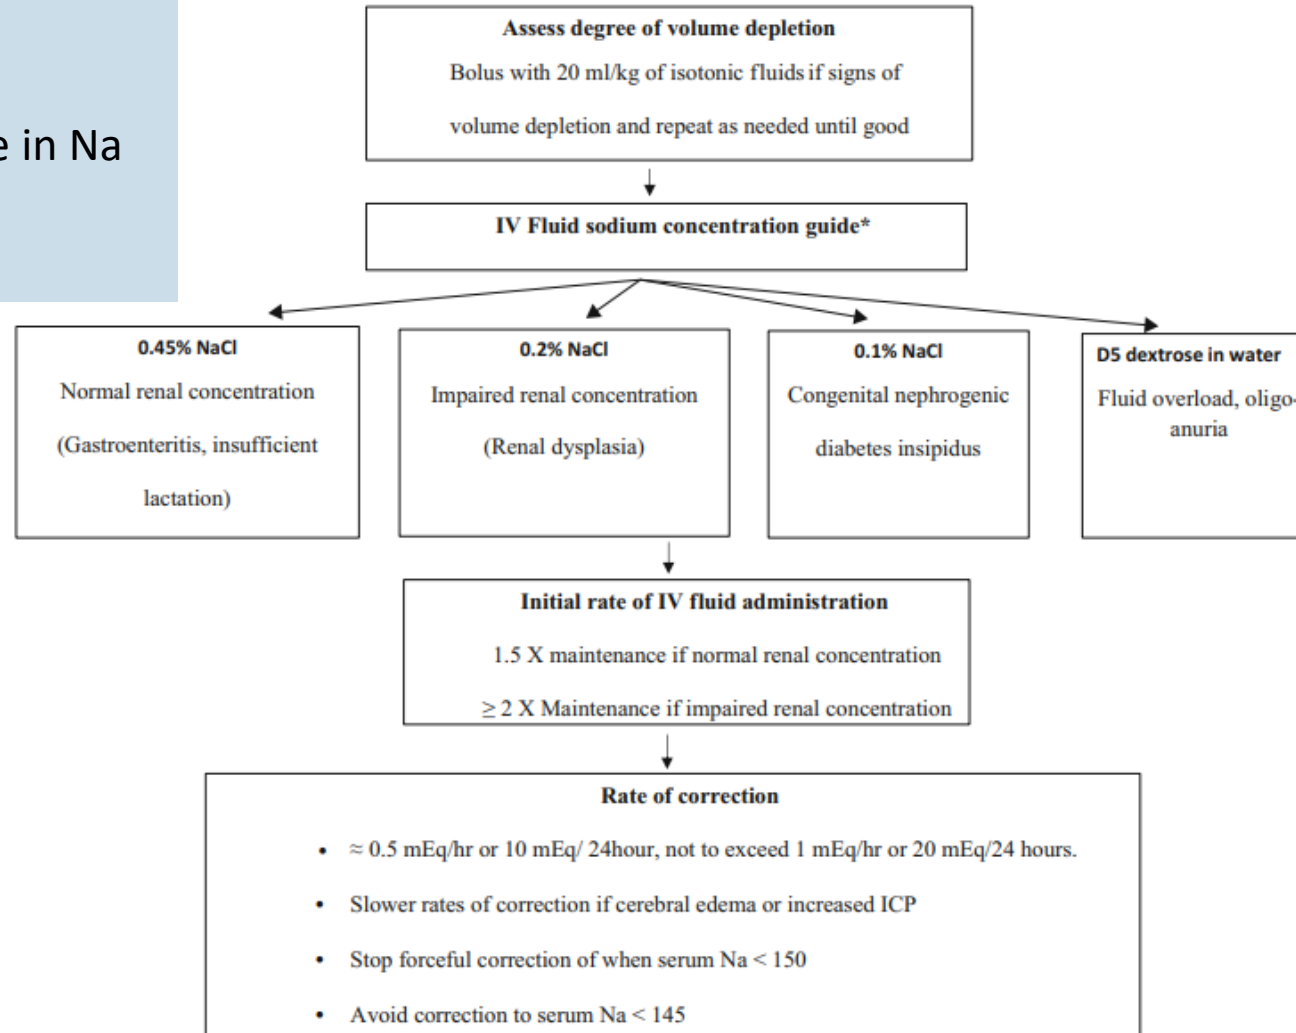 e in Na
Assess degree of volume depletion
Bolus with 20 ml/kg of isotonic fluids if signs of
volume depletion and repeat as needed until good
IV Fluid sodium concentration guide*
0.45% NaCl
Normal renal concentration
(Gastroenteritis, insufficient
lactation)
0.2% NaCl
Impaired renal concentration
(Renal dysplasia)
0.1% NaCl
Congenital nephrogenic
diabetes insipidus
D5 dextrose in water
Fluid overload, oligo-
anuria
Initial rate of IV fluid administration
1.5 X maintenance if normal renal concentration
≥ 2 X Maintenance if impaired renal concentration
Rate of correction
• ≈ 0.5 mEq/hr or 10 mEq/ 24hour, not to exceed 1 mEq/hr or 20 mEq/24 hours.
• Slower rates of correction if cerebral edema or increased ICP
• Stop forceful correction of when serum Na < 150
• Avoid correction to serum Na < 145